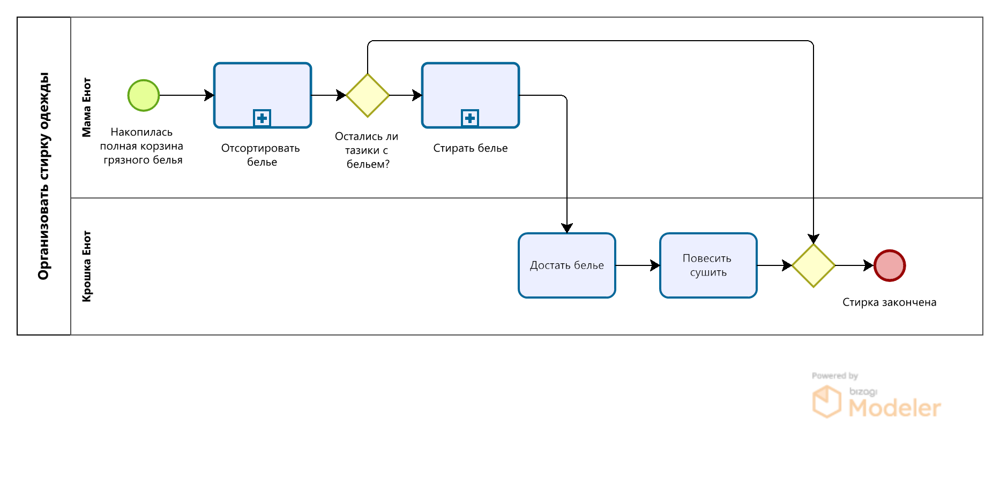 Организовать стирку одежды
Мама Енот
Накопилась
полная корзина
грязного белья
Отсортировать
белье
Остались ли
тазики с
бельем?
Стирать белье
Крошка Енот
Достать белье
Повесить
сушить
Стирка закончена
Powered by
bizagi
Modeler